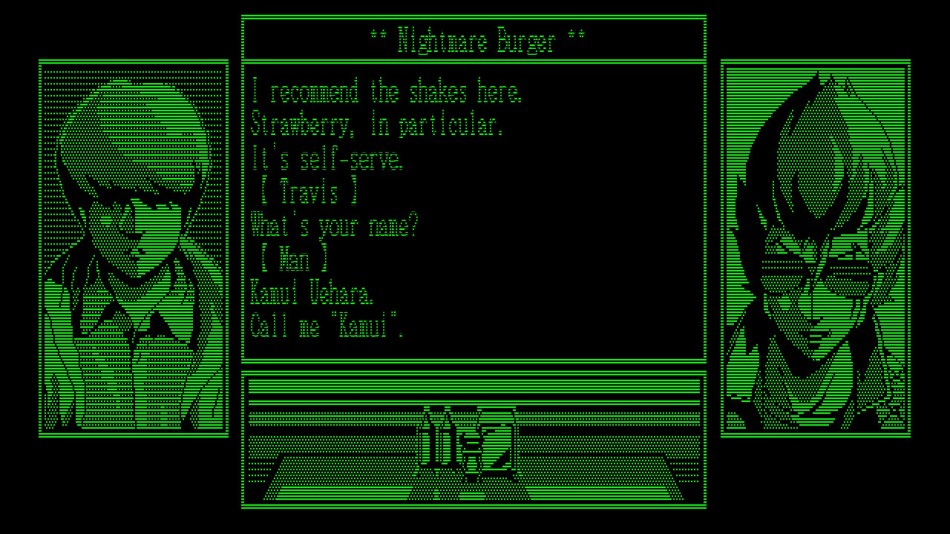 ** Nightmare Burger **
I recommend the shakes here.
Strawberry, in particular.
It's self-serve.
[ Travis ]
What's your name?
[ Man ]
Kamui Uehara.
Call me "Kamui".